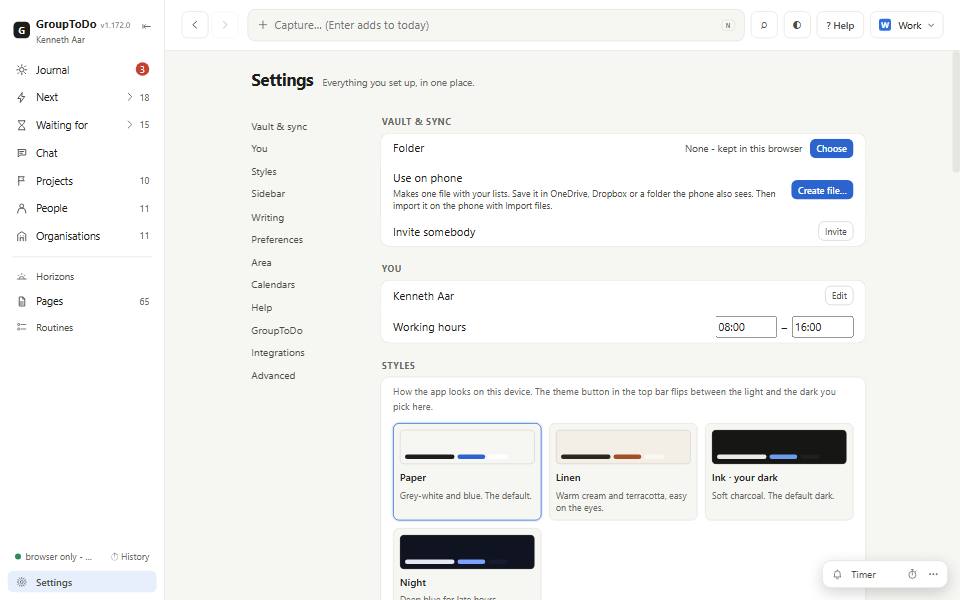 G GroupToDo v1.172.0
Kenneth Aar
Capture... (Enter adds to today)
N
? Help
W Work
Journal 3
Next 18
Waiting for 15
Chat
Projects 10
People 11
Organisations 11
Horizons
Pages 65
Routines
browser only - ...
History
Settings
Settings Everything you set up, in one place.
Vault & sync
You
Styles
Sidebar
Writing
Preferences
Area
Calendars
Help
GroupToDo
Integrations
Advanced
VAULT & SYNC
Folder None - kept in this browser Choose
Use on phone
Makes one file with your lists. Save it in OneDrive, Dropbox or a folder the phone also sees. Then
import it on the phone with Import files.
Create file...
Invite somebody Invite
YOU
Kenneth Aar Edit
Working hours 08:00 – 16:00
STYLES
How the app looks on this device. The theme button in the top bar flips between the light and the dark you
pick here.
Paper
Grey-white and blue. The default.
Linen
Warm cream and terracotta, easy
on the eyes.
Ink · your dark
Soft charcoal. The default dark.
Night
Deep blue for late hours.
Timer